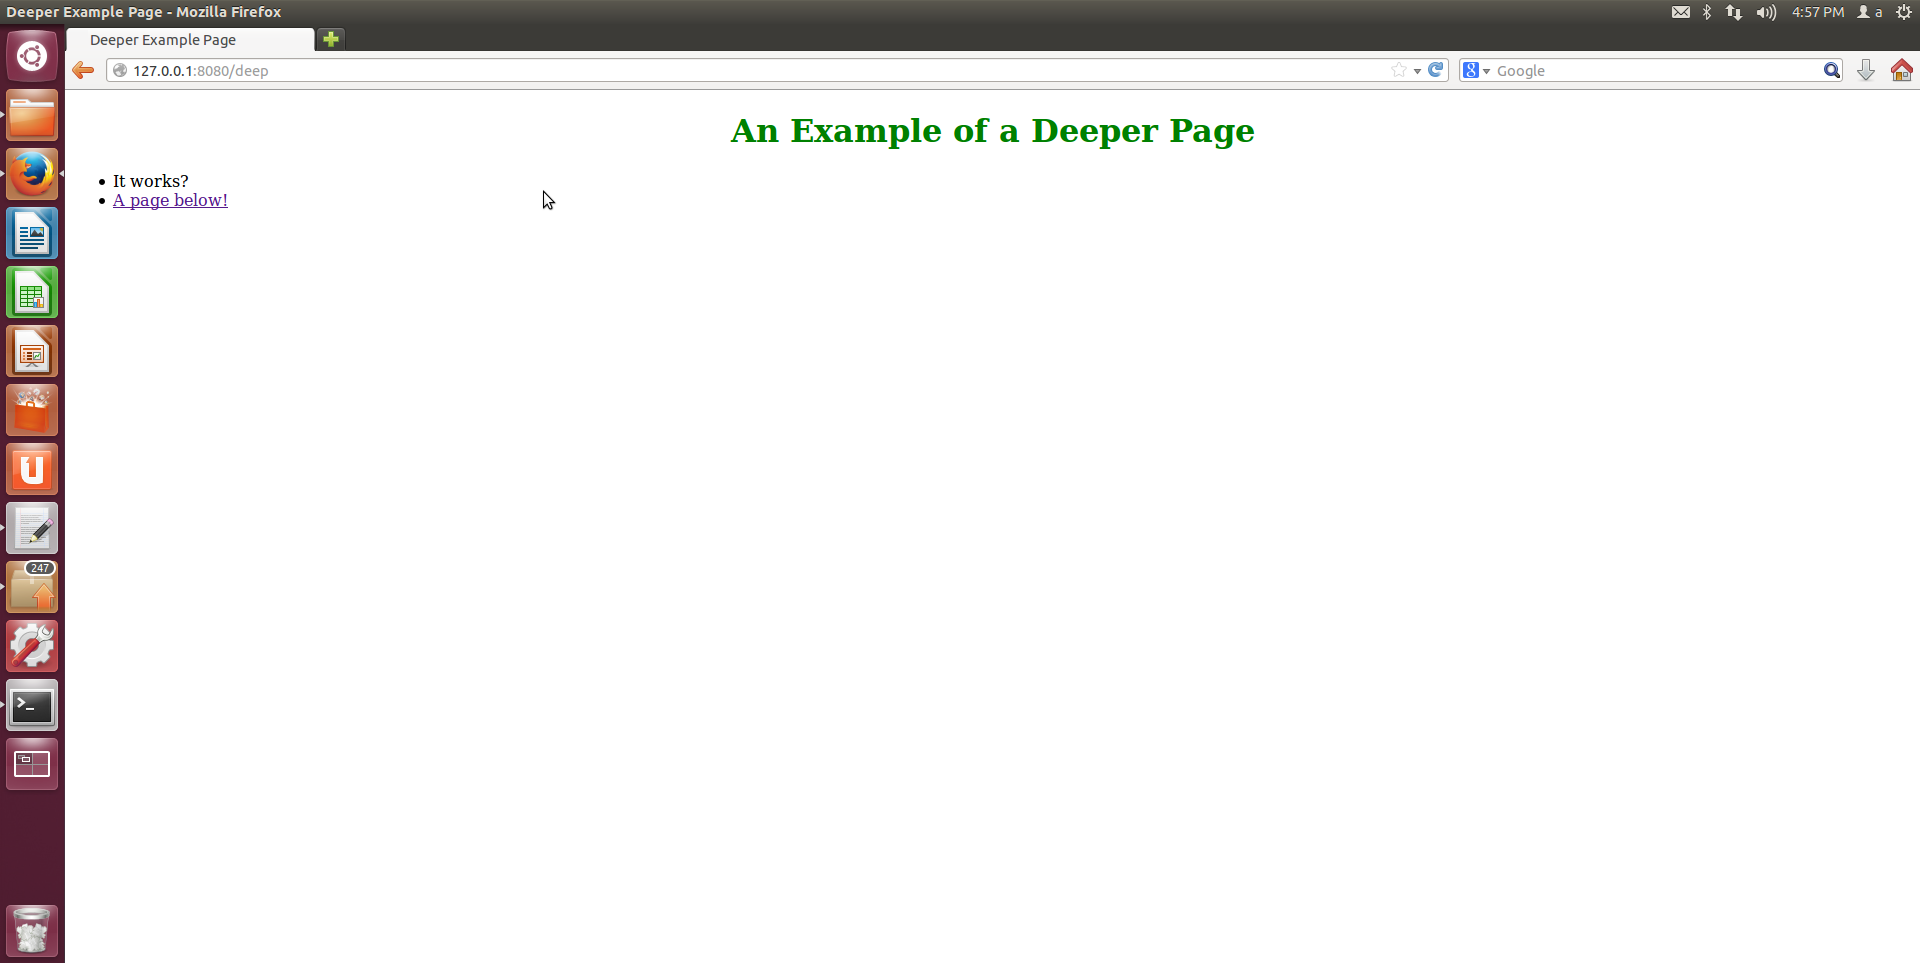 Deeper Example Page - Mozilla Firefox
4:57 PM a
Deeper Example Page
127.0.0.1:8080/deep
8 Google
An Example of a Deeper Page
It works?
A page below!
247
>_